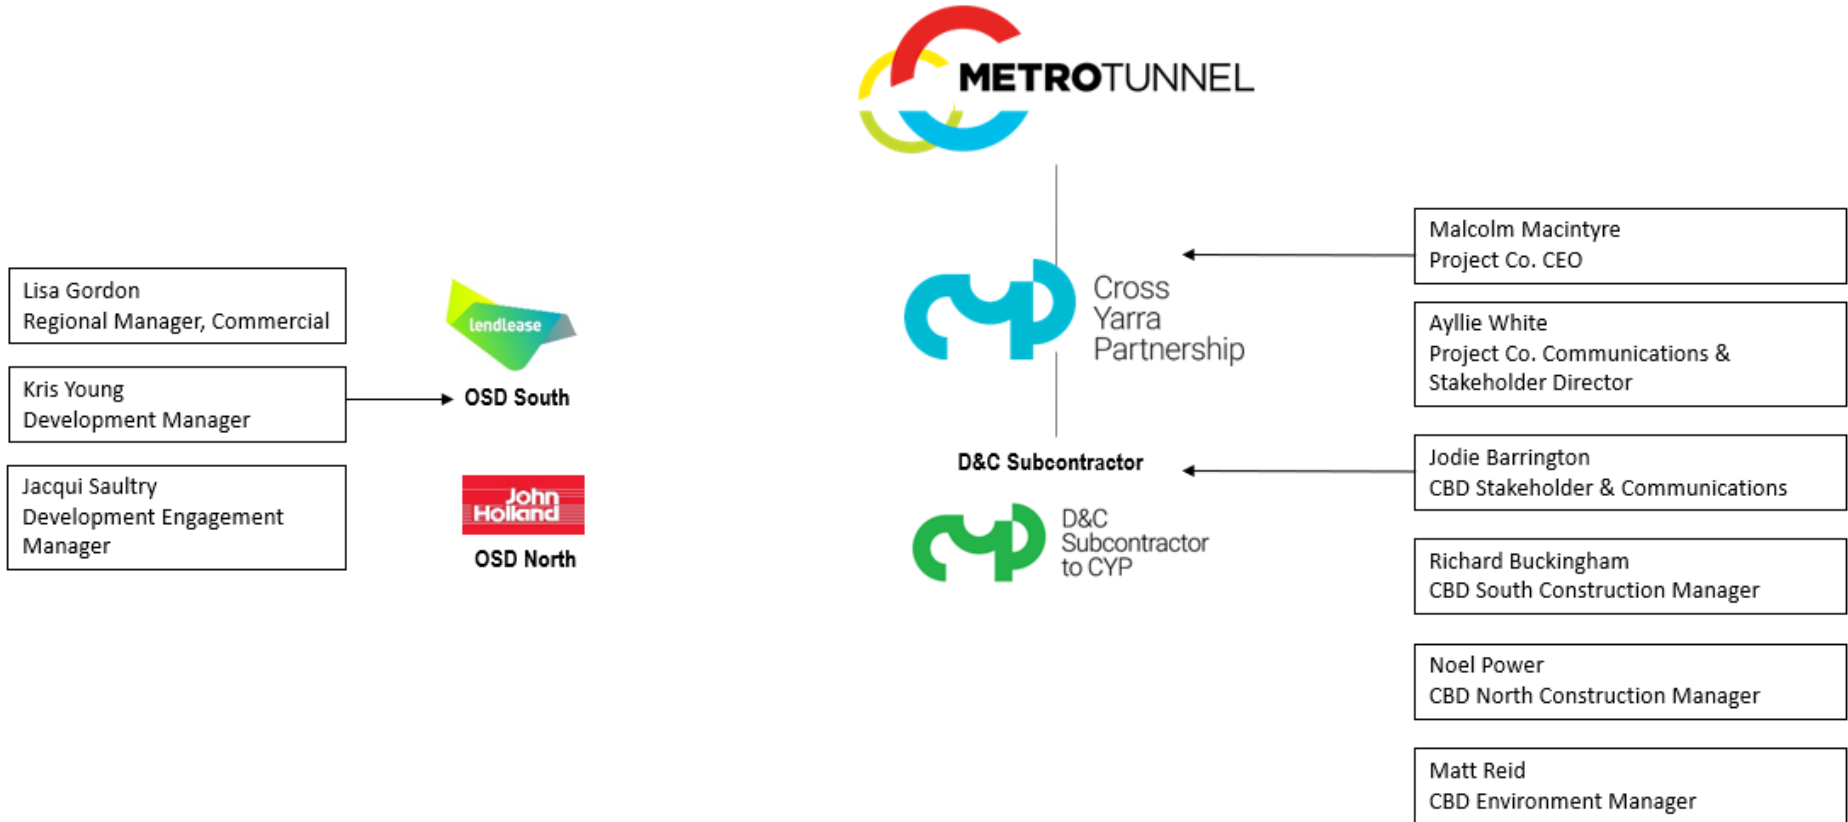 METROTUNNEL
Lisa Gordon
Regional Manager, Commercial
Kris Young
Development Manager
Jacqui Saultry
Development Engagement
Manager
lendlease
OSD South
John
Holland
OSD North
cyp
Cross
Yarra
Partnership
D&C Subcontractor
cyp
D&C
Subcontractor
to CYP
Malcolm Macintyre
Project Co. CEO
Ayllie White
Project Co. Communications &
Stakeholder Director
Jodie Barrington
CBD Stakeholder & Communications
Richard Buckingham
CBD South Construction Manager
Noel Power
CBD North Construction Manager
Matt Reid
CBD Environment Manager